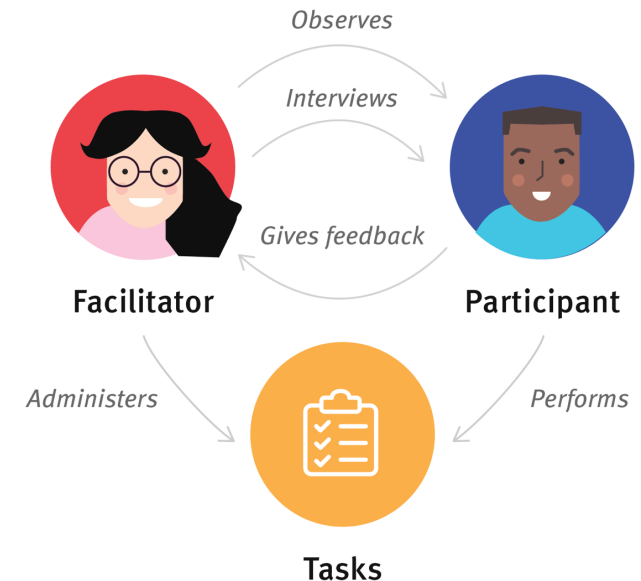 Observes
Interviews
Gives feedback
Facilitator
Participant
Administers
Performs
Tasks